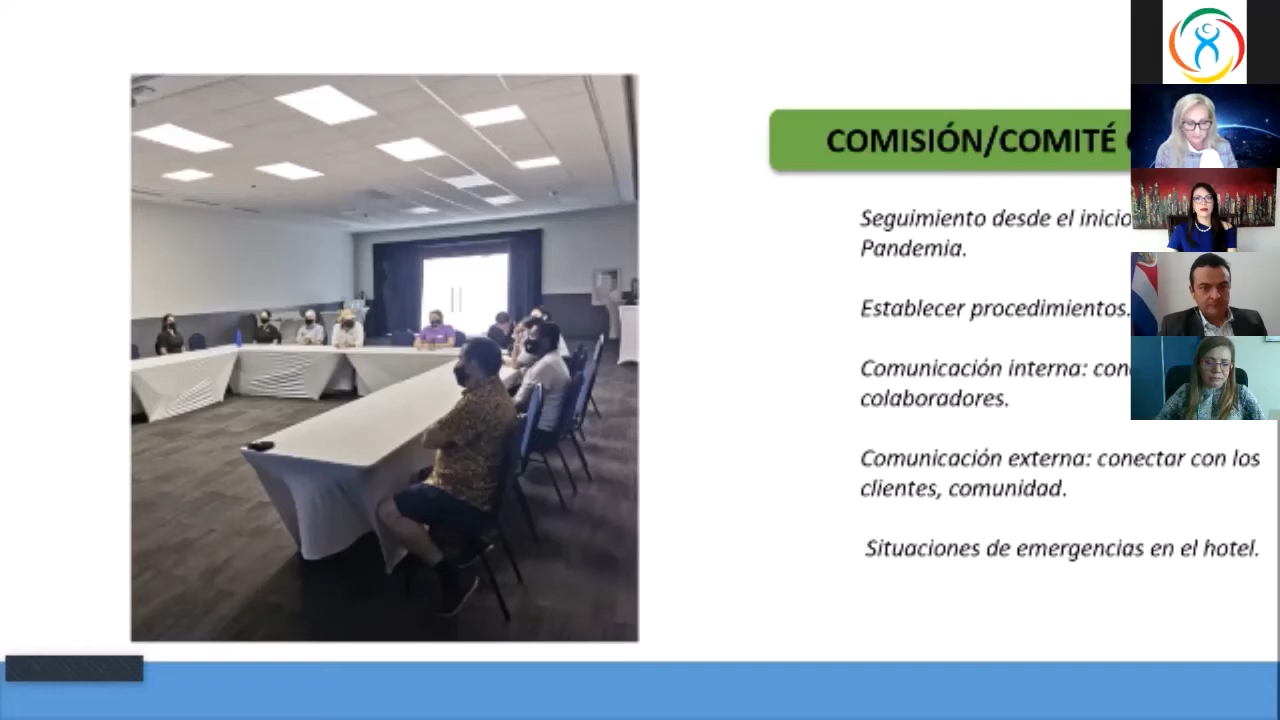 COMISIÓN/COMITÉ
Seguimiento desde el inicio
Pandemia.
Establecer procedimientos.
Comunicación interna:
colaboradores.
Comunicación externa: conectar con los
clientes, comunidad.
Situaciones de emergencias en el hotel.